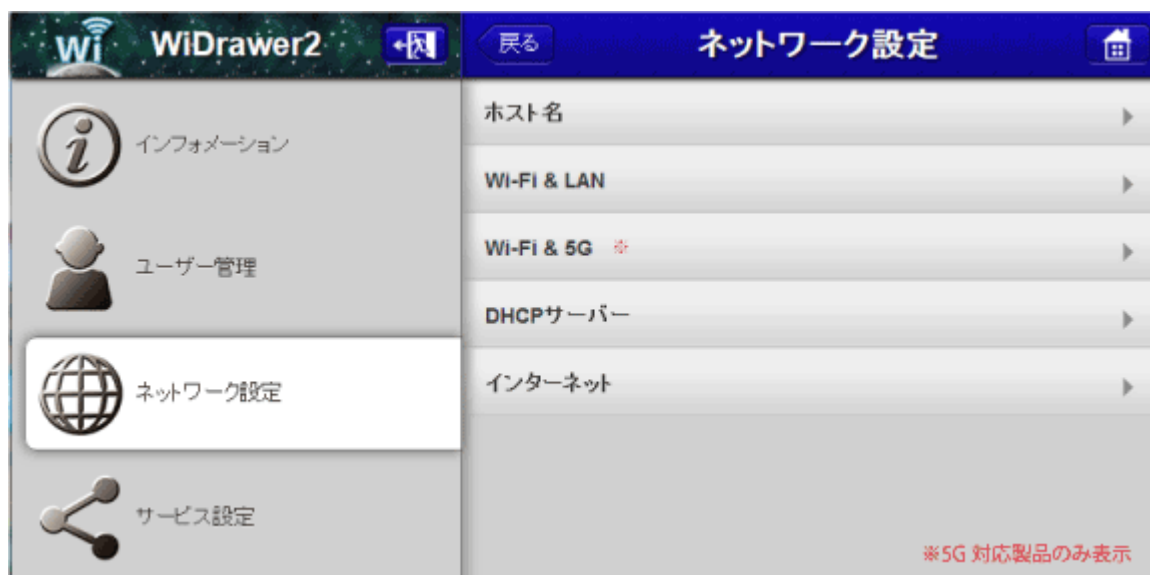 Wi WiDrawer2
インフォメーション
ユーザー管理
ネットワーク設定
サービス設定
戻る ネットワーク設定
ホスト名
Wi-Fi & LAN
Wi-Fi & 5G ※
DHCPサーバー
インターネット
※5G 対応製品のみ表示